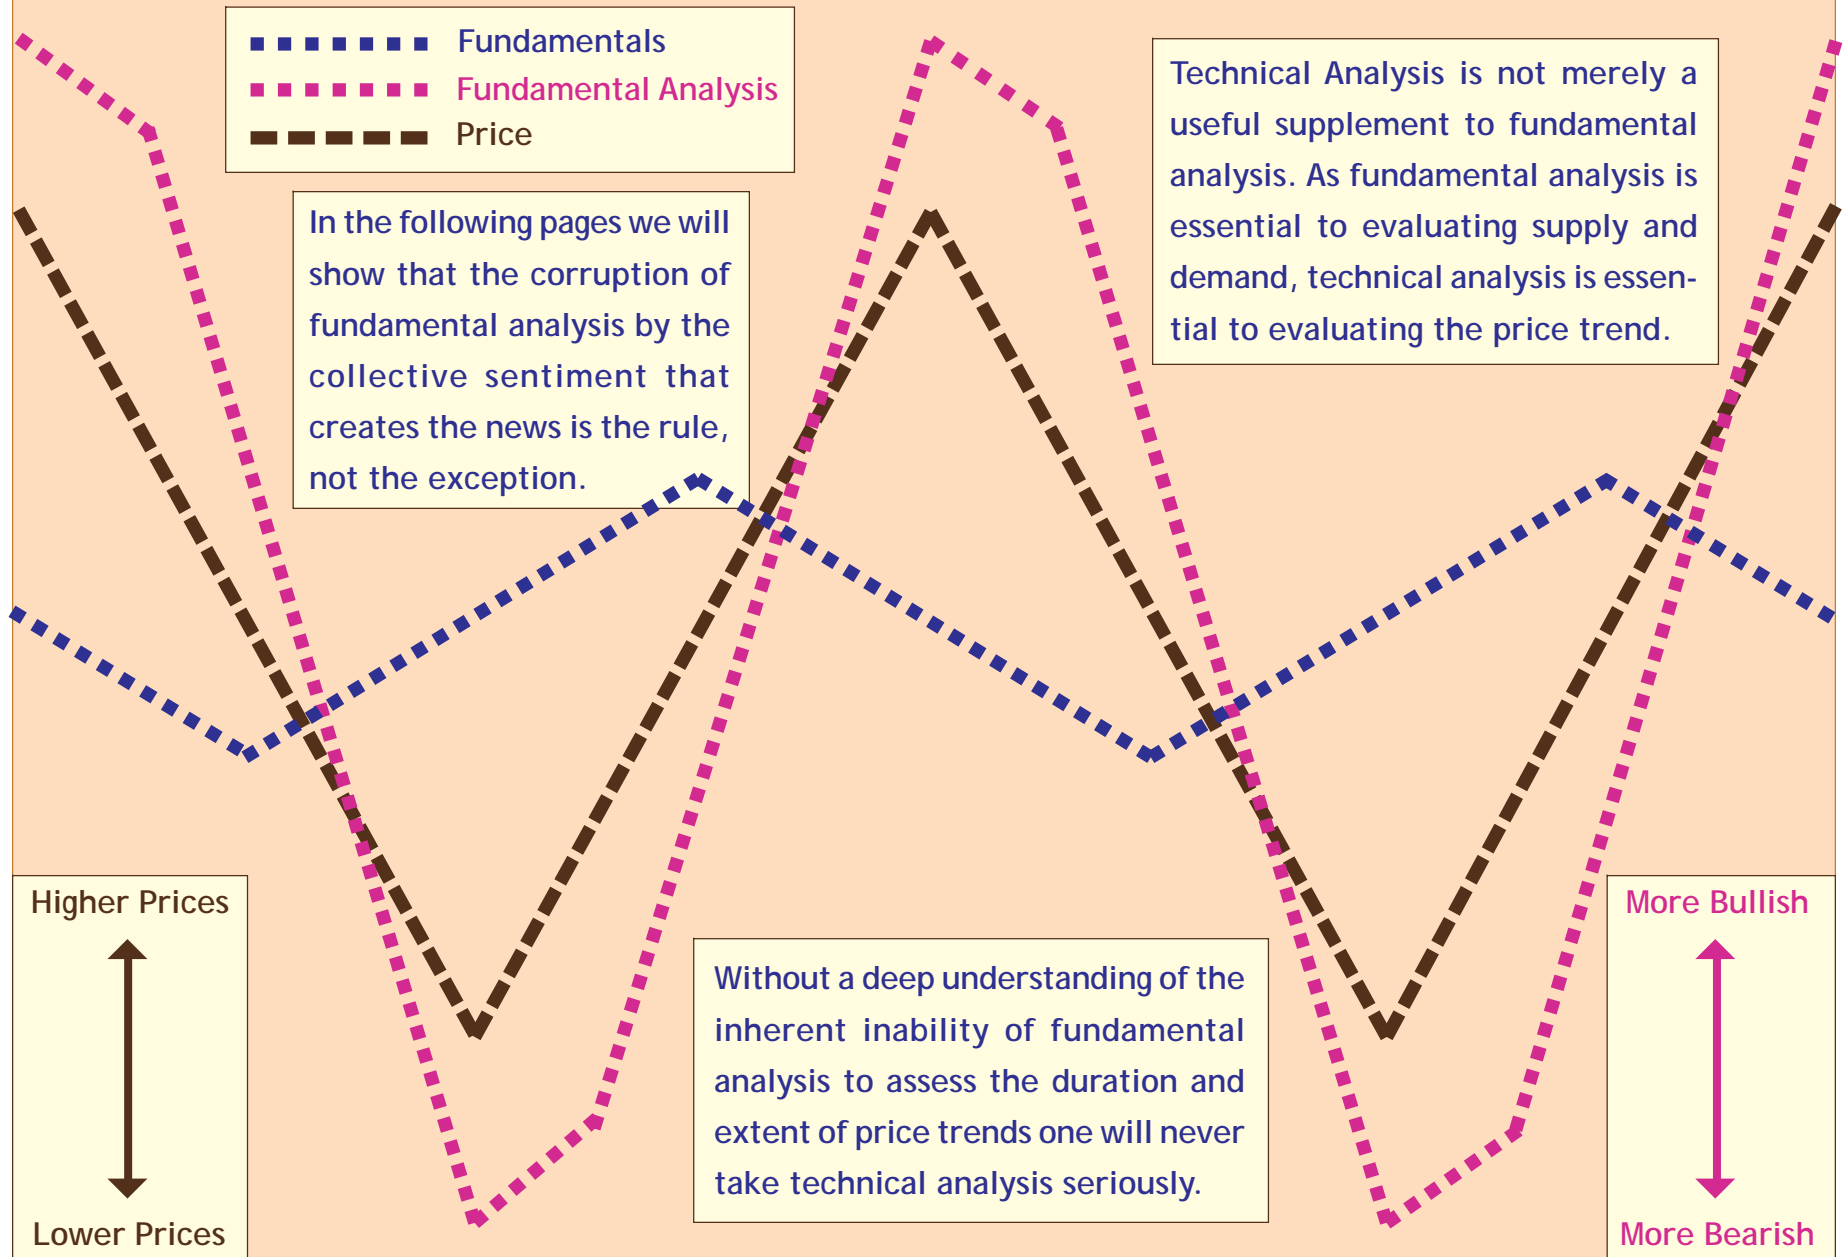 Fundamentals
Fundamental Analysis
Price
In the following pages we will
show that the corruption of
fundamental analysis by the
collective sentiment that
creates the news is the rule,
not the exception.
Technical Analysis is not merely a
useful supplement to fundamental
analysis. As fundamental analysis is
essential to evaluating supply and
demand, technical analysis is essen-
tial to evaluating the price trend.
Higher Prices
Lower Prices
Without a deep understanding of the
inherent inability of fundamental
analysis to assess the duration and
extent of price trends one will never
take technical analysis seriously.
More Bullish
More Bearish